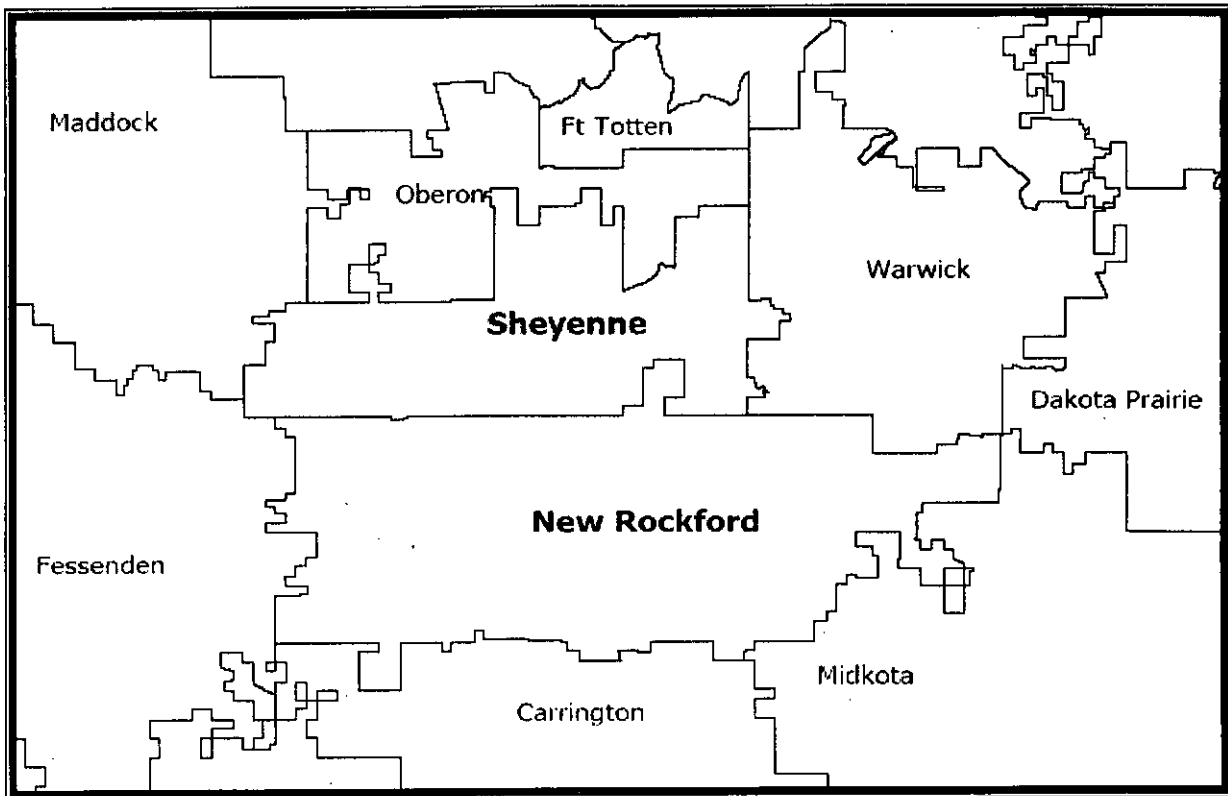 Maddock
Ft Totten
Oberon
Warwick
Sheyenne
Dakota Prairie
New Rockford
Fessenden
Midkota
Carrington